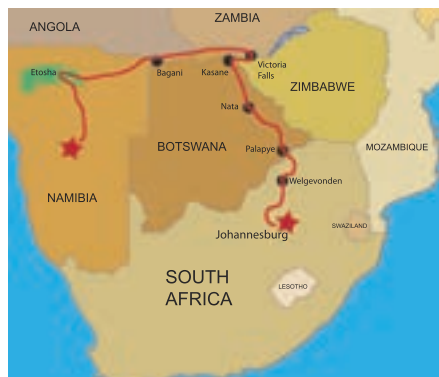 ZAMBIA
ANGOLA
Etosha
Bagani
Kasane
Victoria
Falls
ZIMBABWE
Nata
BOTSWANA
Palapye
MOZAMBIQUE
Welgevonden
NAMIBIA
Johannesburg
SWAZILAND
SOUTH
AFRICA
LESOTHO